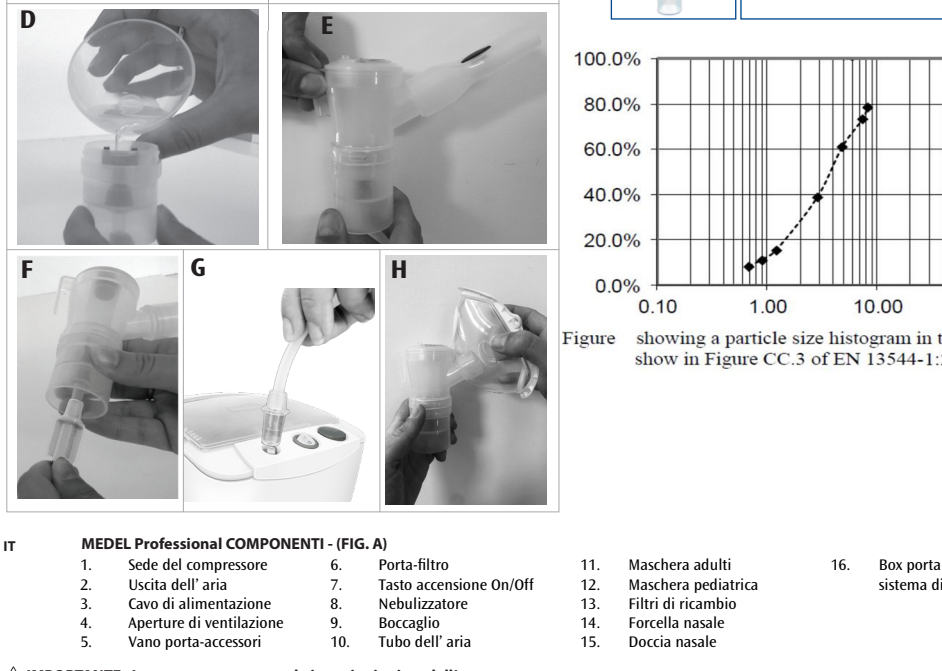 D
E
100.0%
80.0%
60.0%
40.0%
20.0%
0.0%
0.10
1.00
10.00
Figure showing a particle size histogram in t
show in Figure CC.3 of EN 13544-1:
F
G
H
IT
MEDEL Professional COMPONENTI - (FIG. A)
1. Sede del compressore
2. Uscita dell' aria
3. Cavo di alimentazione
4. Aperture di ventilazione
5. Vano porta-accessori
6. Porta-filtro
7. Tasto accensione On/Off
8. Nebulizzatore
9. Boccaglio
10. Tubo dell' aria
11. Maschera adulti
12. Maschera pediatrica
13. Filtri di ricambio
14. Forcella nasale
15. Doccia nasale
16. Box porta
sistema di